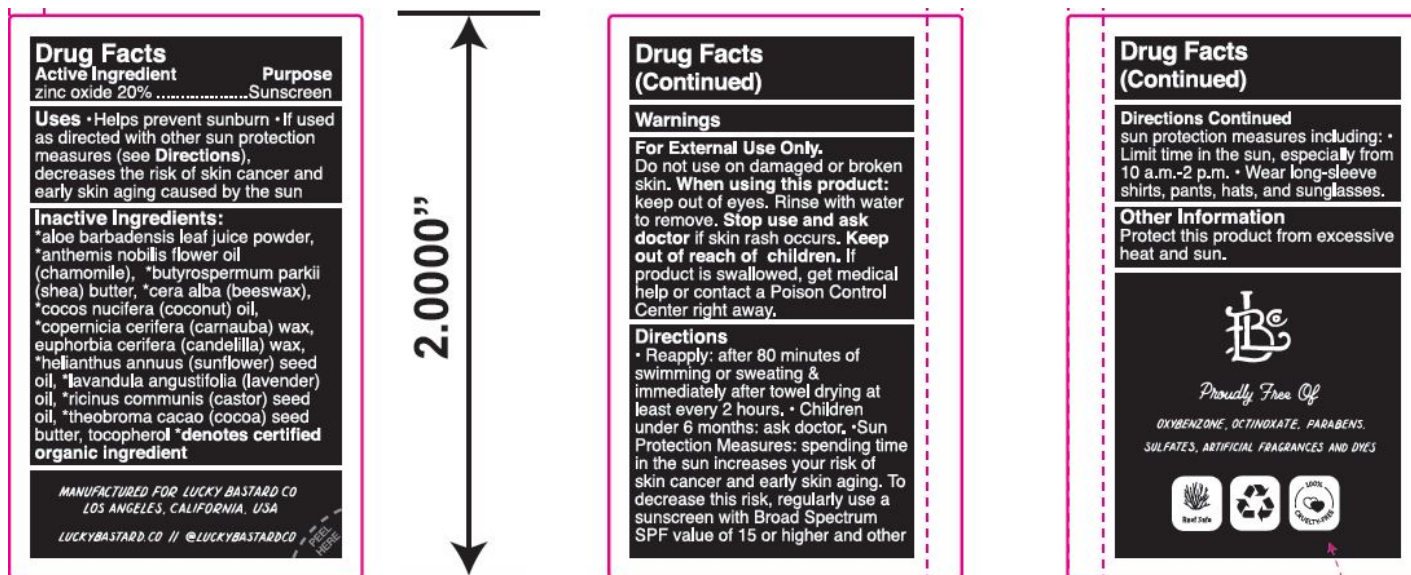 Drug Facts
Active Ingredient Purpose
zinc oxide 20% ......................Sunscreen
Uses • Helps prevent sunburn • If used
as directed with other sun protection
measures (see Directions),
decreases the risk of skin cancer and
early skin aging caused by the sun
Inactive Ingredients:
*aloe barbadensis leaf juice powder,
*anthemis nobilis flower oil
(chamomile), *butyrospermum parkii
(shea) butter, *cera alba (beeswax),
*cocos nucifera (coconut) oil,
*copernicia cerifera (carnauba) wax,
euphorbia cerifera (candelilla) wax,
*helianthus annuus (sunflower) seed
oil, *lavandula angustifolia (lavender)
oil, *ricinus communis (castor) seed
oil, *theobroma cacao (cocoa) seed
butter, tocopherol *denotes certified
organic ingredient
MANUFACTURED FOR LUCKY BASTARD CO
LOS ANGELES, CALIFORNIA, USA
LUCKYBASTARD.CO // @LUCKYBASTARDCO
PEEL
HERE
2.0000”
Drug Facts
(Continued)
Warnings
For External Use Only.
Do not use on damaged or broken
skin. When using this product:
keep out of eyes. Rinse with water
to remove. Stop use and ask
doctor if skin rash occurs. Keep
out of reach of children. If
product is swallowed, get medical
help or contact a Poison Control
Center right away.
Directions
• Reapply: after 80 minutes of
swimming or sweating &
immediately after towel drying at
least every 2 hours. • Children
under 6 months: ask doctor. •Sun
Protection Measures: spending time
in the sun increases your risk of
skin cancer and early skin aging. To
decrease this risk, regularly use a
sunscreen with Broad Spectrum
SPF value of 15 or higher and other
Drug Facts
(Continued)
Directions Continued
sun protection measures including: •
Limit time in the sun, especially from
10 a.m.-2 p.m. • Wear long-sleeve
shirts, pants, hats, and sunglasses.
Other Information
Protect this product from excessive
heat and sun.
LBC
Proudly Free Of
OXYBENZONE, OCTINOXATE, PARABENS,
SULFATES, ARTIFICIAL FRAGRANCES AND DYES
Reef Safe
100%
CRUELTY-FREE